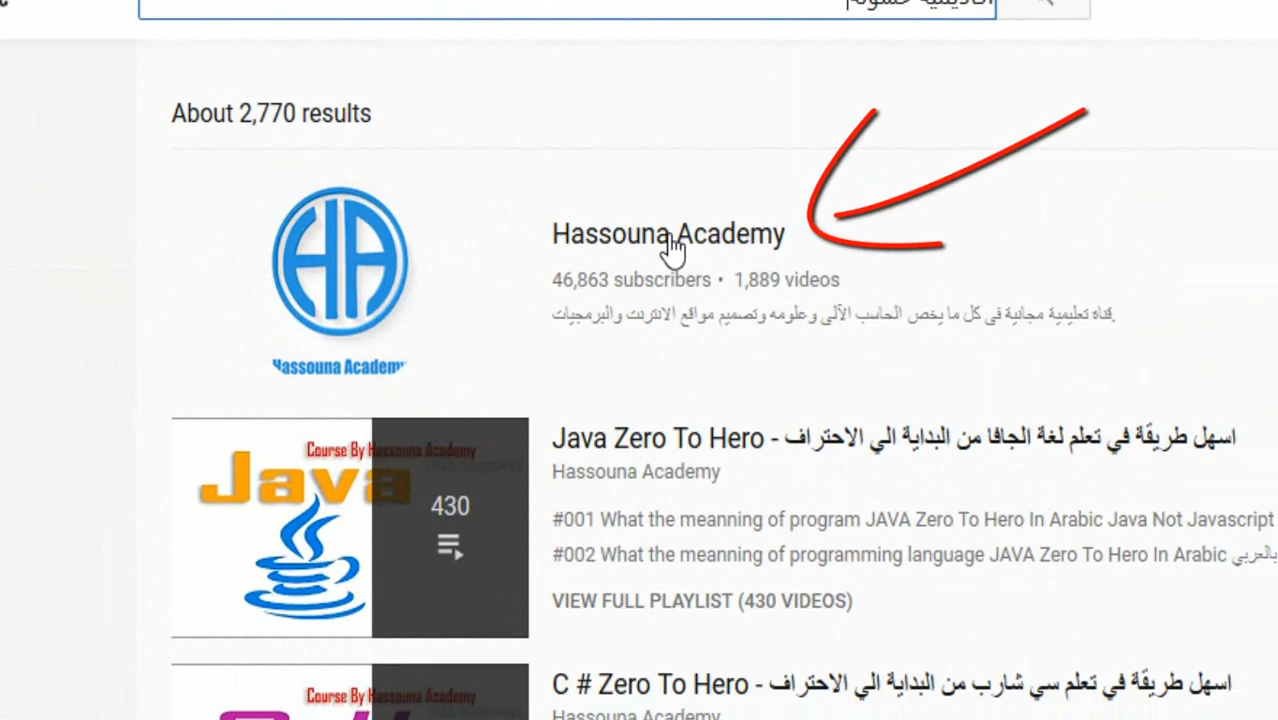 About 2,770 results
Hassouna Academy
46,863 subscribers • 1,889 videos
قناه تعليمية مجانية في كل ما يخص الحاسب الآلى وعلومه وتصميم مواقع الانترنت والبرمجيات.
HA
Hassouna Academy
Course By Hassouna Academy
Java
430
Java Zero To Hero - اسهل طريقة في تعلم لغة الجافا من البداية الي الاحتراف
Hassouna Academy
#001 What the meanning of program JAVA Zero To Hero In Arabic Java Not Javascript
#002 What the meanning of programming language JAVA Zero To Hero In Arabic بالعربي
VIEW FULL PLAYLIST (430 VIDEOS)
Course By Hassouna Academy
C # Zero To Hero - اسهل طريقة في تعلم سي شارب من البداية الي الاحتراف
Hassouna Academy